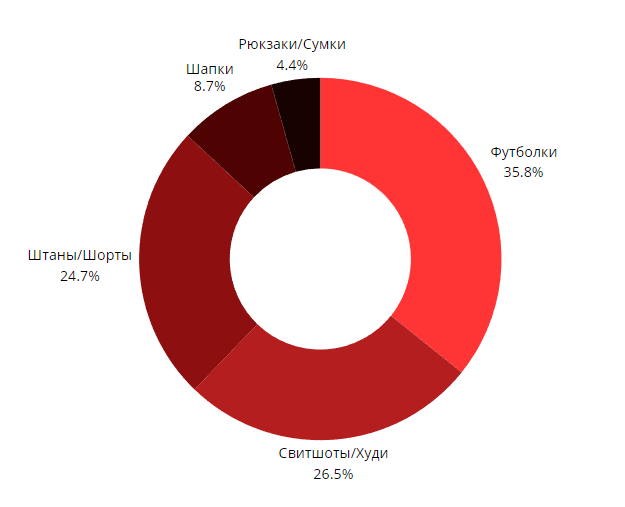 Рюкзаки/Сумки
4.4%
Шапки
8.7%
Футболки
35.8%
Штаны/Шорты
24.7%
Свитшоты/Худи
26.5%